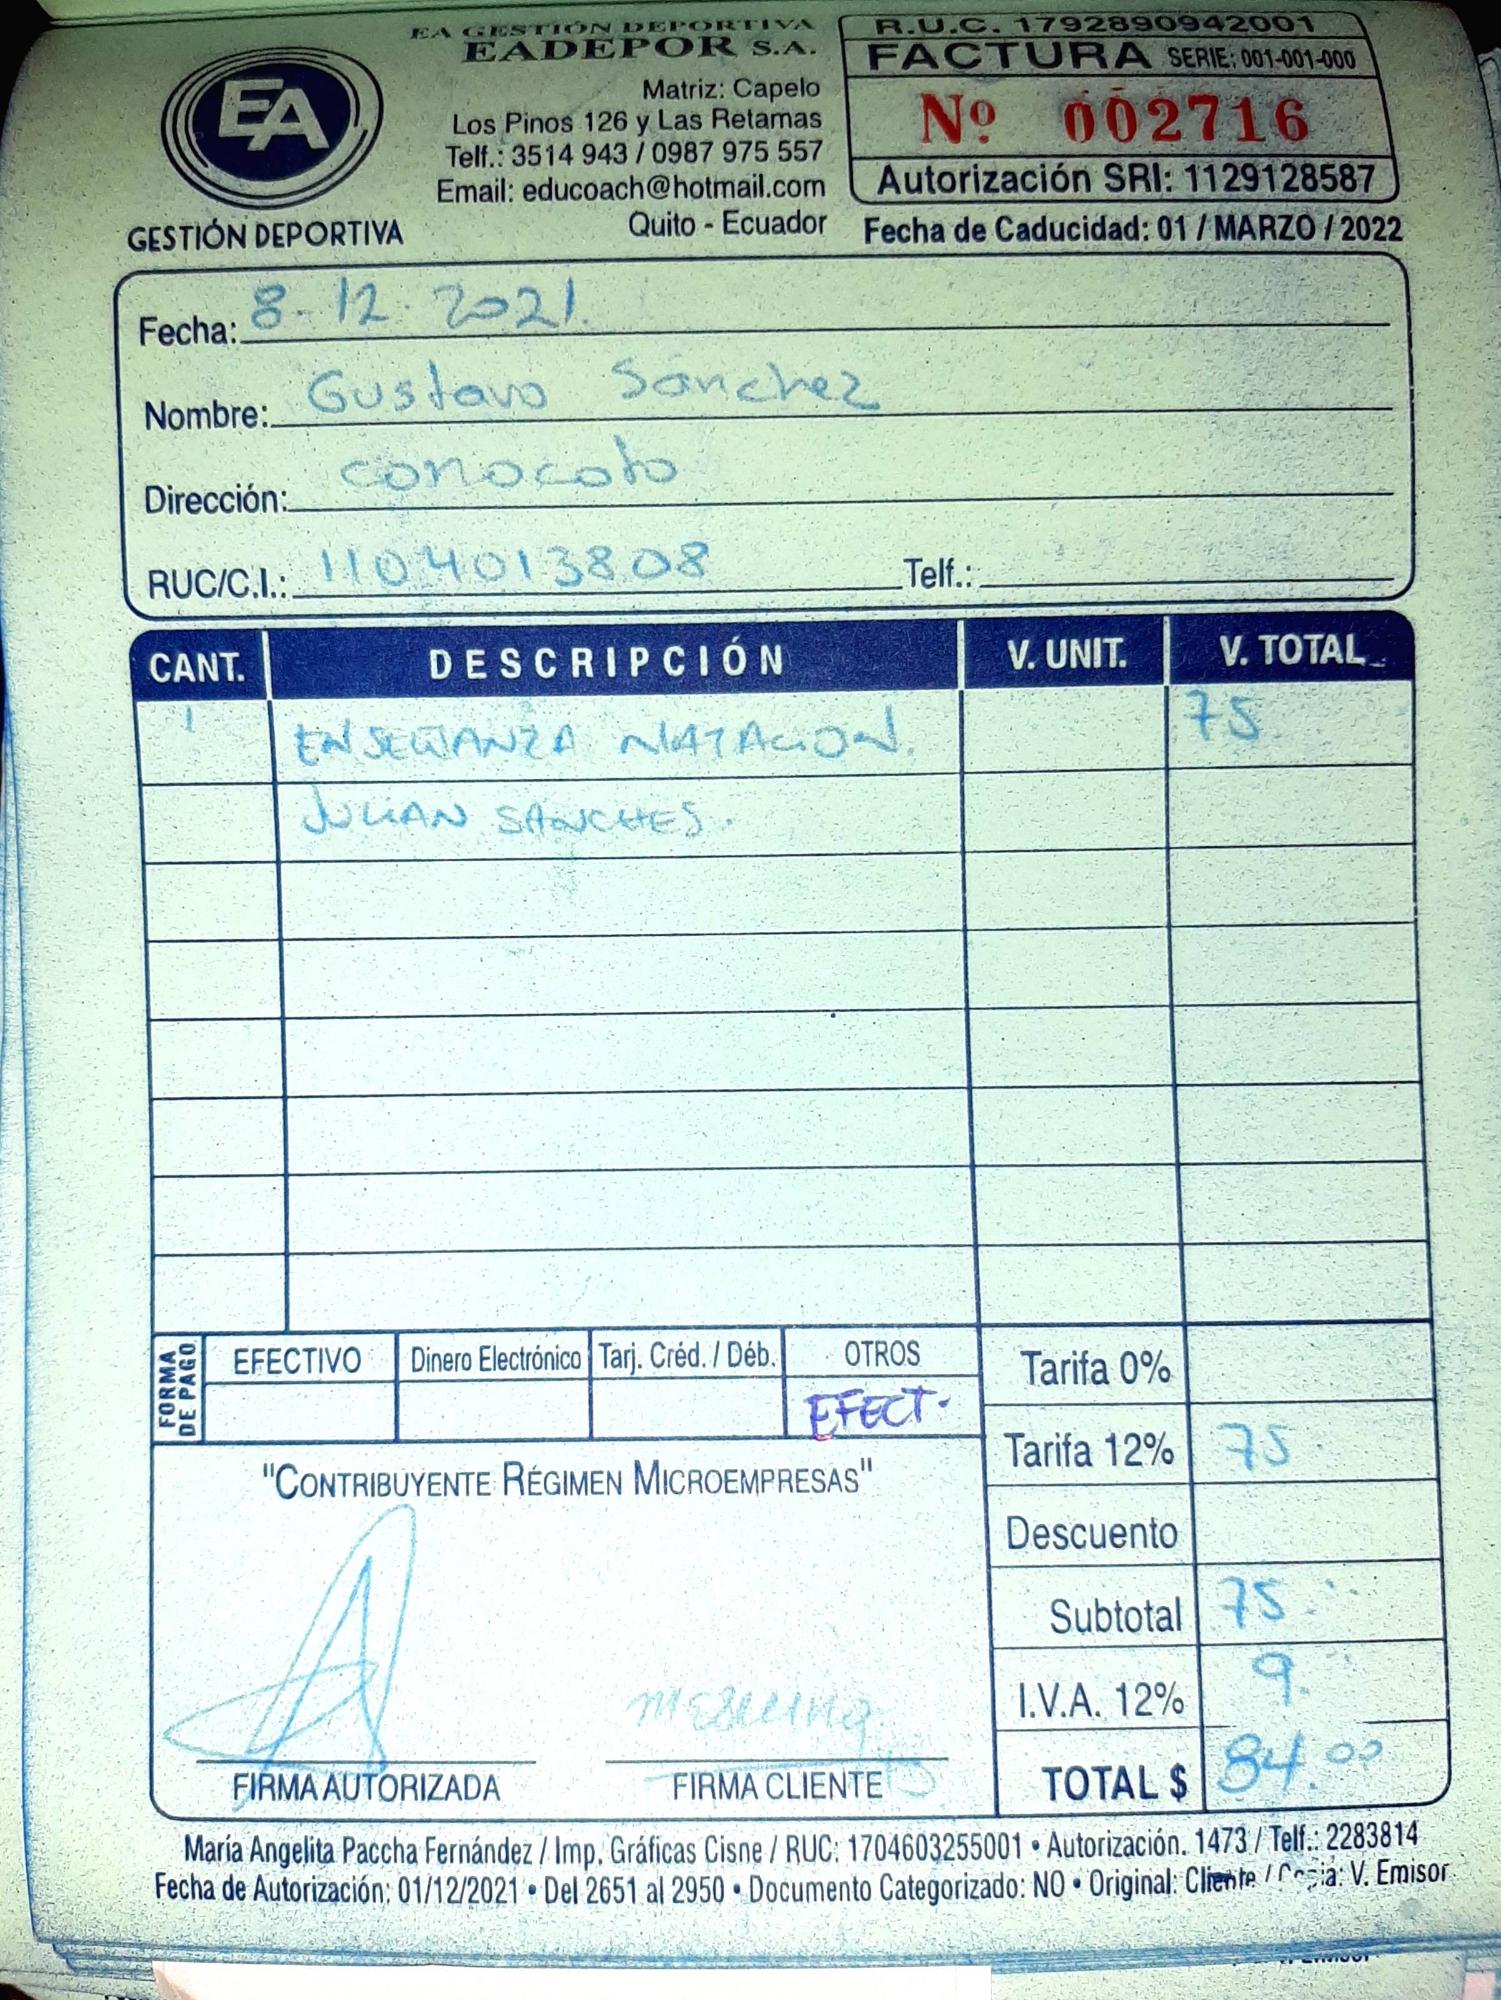 EA GESTIÓN DEPORTIVA
EADEPOR S.A.
Matriz: Capelo
Los Pinos 126 y Las Retamas
Telf.: 3514 943 / 0987 975 557
Email: educoach@hotmail.com
Quito - Ecuador
EA
GESTIÓN DEPORTIVA
R.U.C. 1792890942001
FACTURA SERIE: 001-001-000
Nº 002716
Autorización SRI: 1129128587
Fecha de Caducidad: 01 / MARZO / 2022
Fecha: 8-12-2021.
Nombre: Gustavo Sánchez
Dirección: conocoto
RUC/C.I.: 1104013808 Telf.:
CANT. DESCRIPCIÓN V. UNIT. V. TOTAL
1 ENSEÑANZA NATACION. 75
JULIAN SANCHES.
FORMA DE PAGO
EFECTIVO Dinero Electrónico Tarj. Créd. / Déb. OTROS
EFECT.
Tarifa 0%
Tarifa 12% 75
Descuento
Subtotal 75
I.V.A. 12% 9.
TOTAL $ 84.00
"CONTRIBUYENTE RÉGIMEN MICROEMPRESAS"
FIRMA AUTORIZADA FIRMA CLIENTE
María Angelita Paccha Fernández / Imp. Gráficas Cisne / RUC: 1704603255001 • Autorización. 1473 / Telf.: 2283814
Fecha de Autorización: 01/12/2021 • Del 2651 al 2950 • Documento Categorizado: NO • Original: Cliente / Copia: V. Emisor